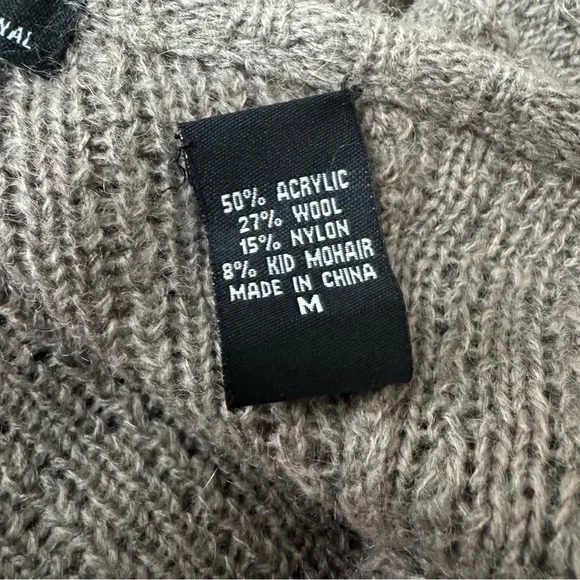 50% ACRYLIC
27% WOOL
15% NYLON
8% KID MOHAIR
MADE IN CHINA
M